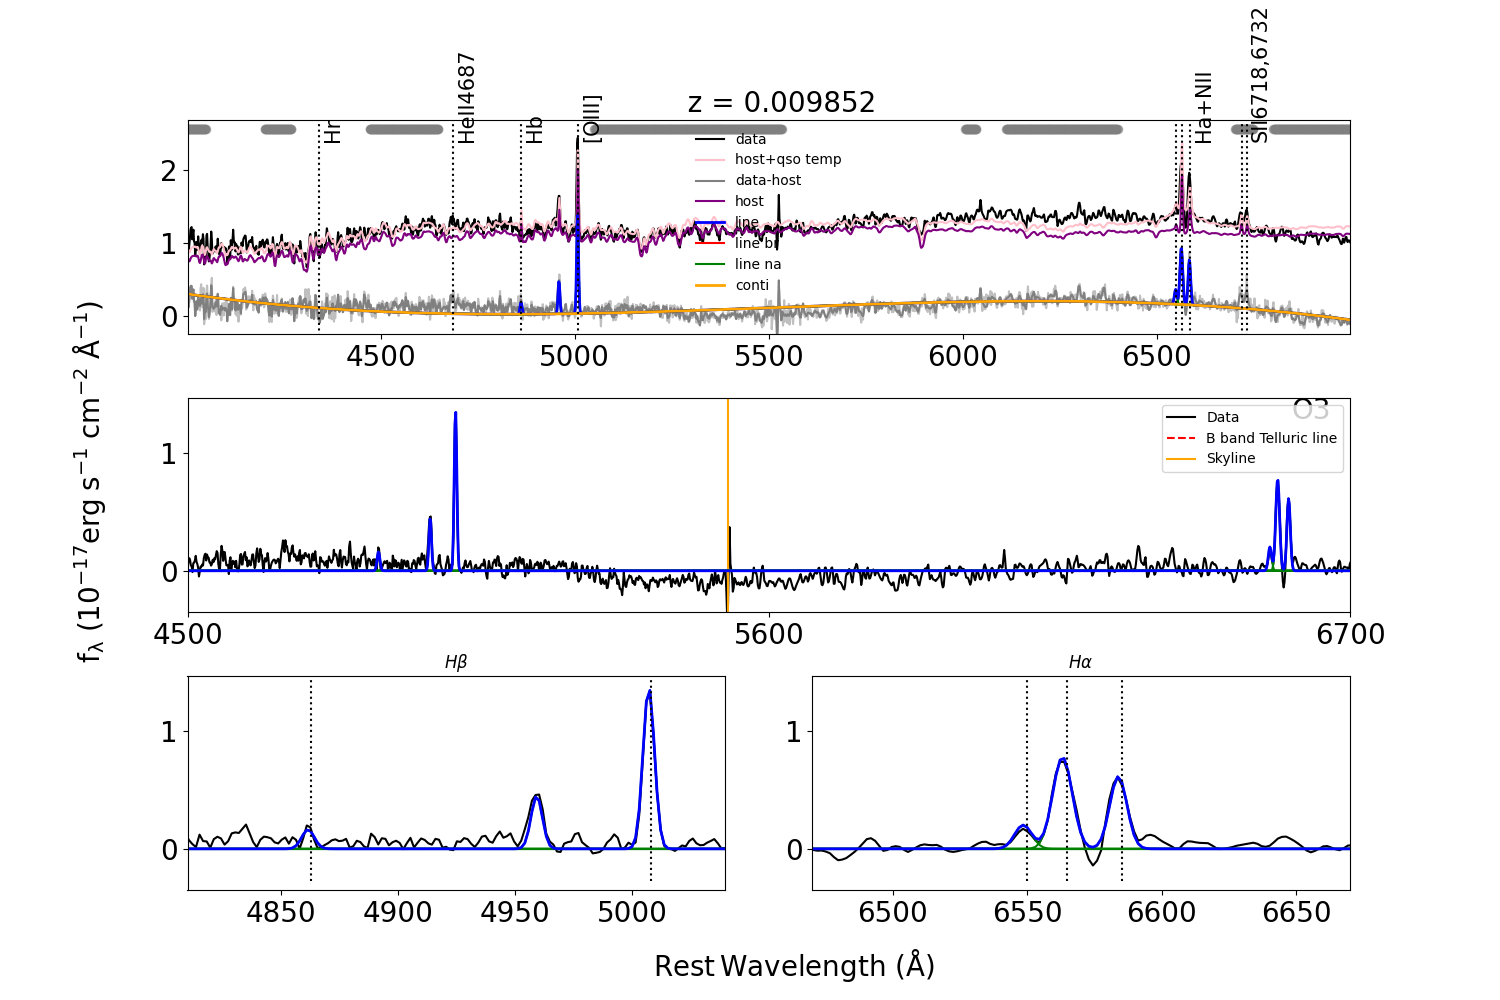 z = 0.009852
Hr
HeII4687
Hb
[OIII]
Ha+NII
SII6718,6732
data
host+qso temp
data-host
host
line
line br
line na
conti
2
1
0
4500 5000 5500 6000 6500
O3
Data
B band Telluric line
Skyline
1
0
4500 5600 6700
fλ (10⁻¹⁷erg s⁻¹ cm⁻² Å⁻¹)
Hβ
1
0
4850 4900 4950 5000
Hα
1
0
6500 6550 6600 6650
Rest Wavelength (Å)